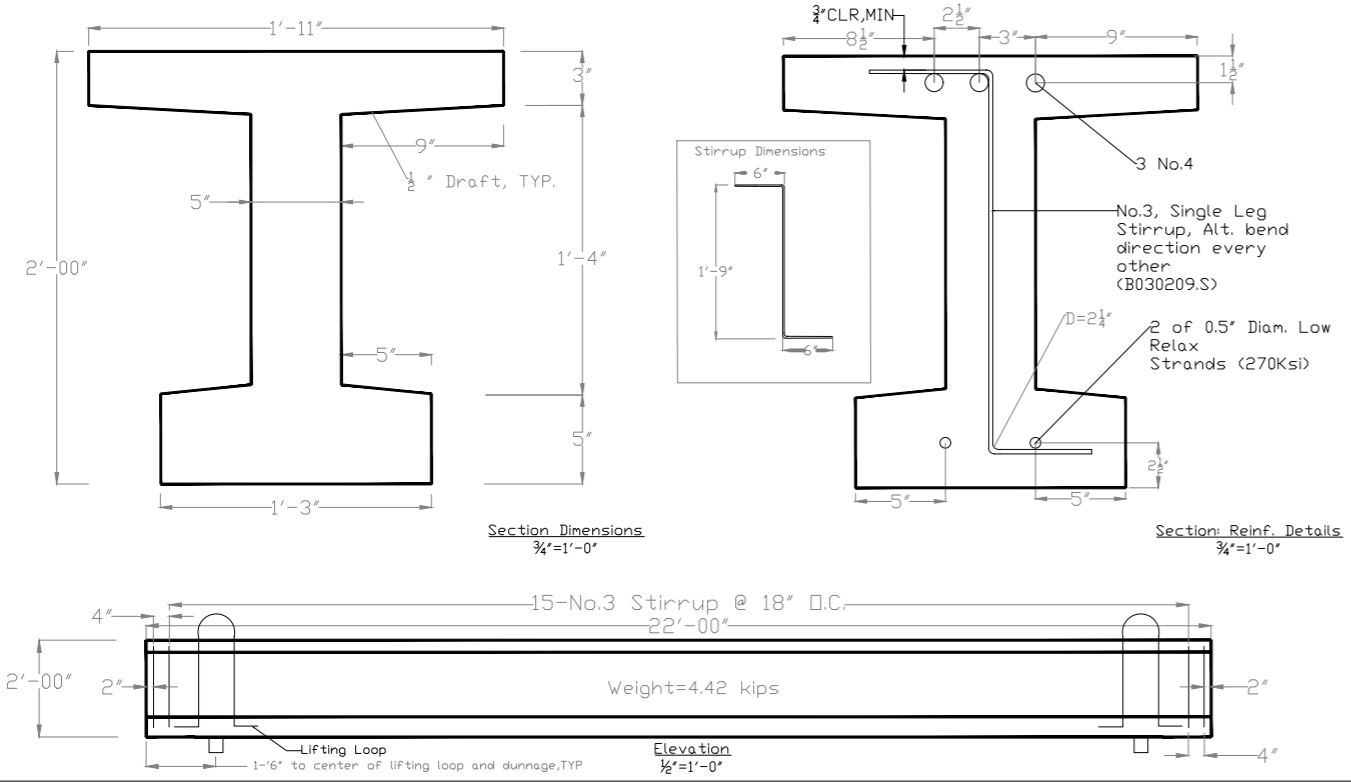 1'-11"
3"
9"
½ " Draft, TYP.
5"
2'-00"
1'-4"
5"
5"
1'-3"
Section Dimensions
¾"=1'-0"
¾"CLR,MIN
2½"
8½"
3"
9"
1½"
Stirrup Dimensions
6"
1'-9"
6"
3 No.4
No.3, Single Leg
Stirrup, Alt. bend
direction every
other
(B030209.S)
D=2¼"
2 of 0.5" Diam. Low
Relax
Strands (270Ksi)
2½"
5"
5"
Section: Reinf. Details
¾"=1'-0"
15-No.3 Stirrup @ 18" O.C.
4"
22'-00"
2'-00"
2"
Weight=4.42 kips
2"
Lifting Loop
1-'6" to center of lifting loop and dunnage,TYP
Elevation
½"=1'-0"
4"